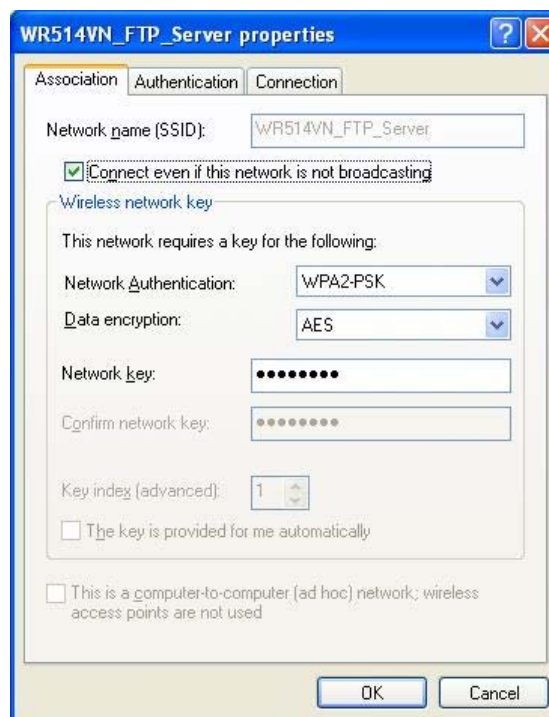 WR514VN_FTP_Server properties
Association Authentication Connection
Network name (SSID): WR514VN_FTP_Server
Connect even if this network is not broadcasting
Wireless network key
This network requires a key for the following:
Network Authentication: WPA2-PSK
Data encryption: AES
Network key: ●●●●●●●●
Confirm network key: ●●●●●●●●
Key index (advanced): 1
The key is provided for me automatically
This is a computer-to-computer (ad hoc) network; wireless
access points are not used
OK Cancel